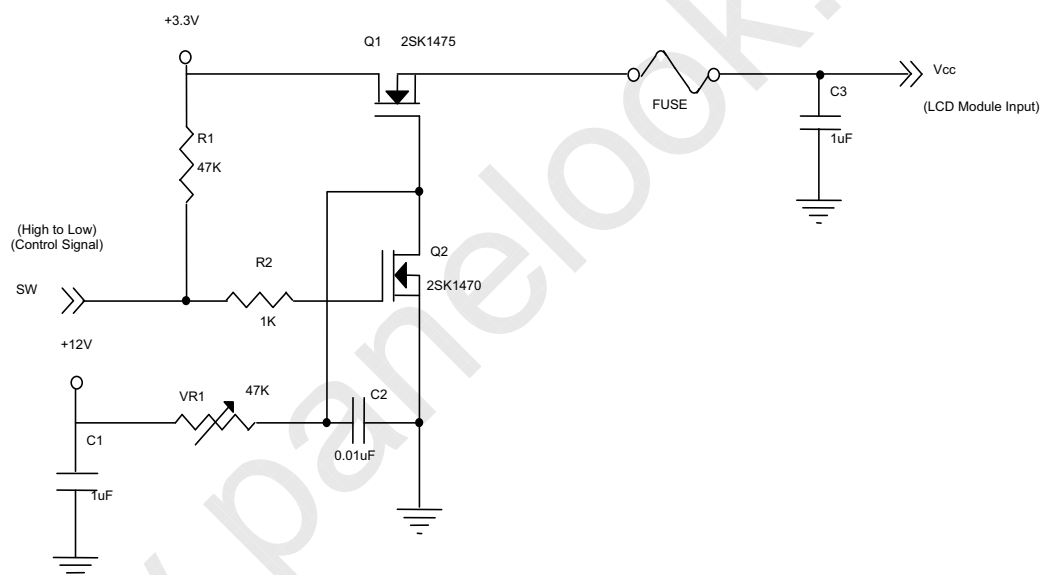 +3.3V
Q1 2SK1475
FUSE
C3
1uF
Vcc
(LCD Module Input)
R1
47K
(High to Low)
(Control Signal)
SW
R2
1K
Q2
2SK1470
+12V
VR1
47K
C2
0.01uF
C1
1uF
panelook.